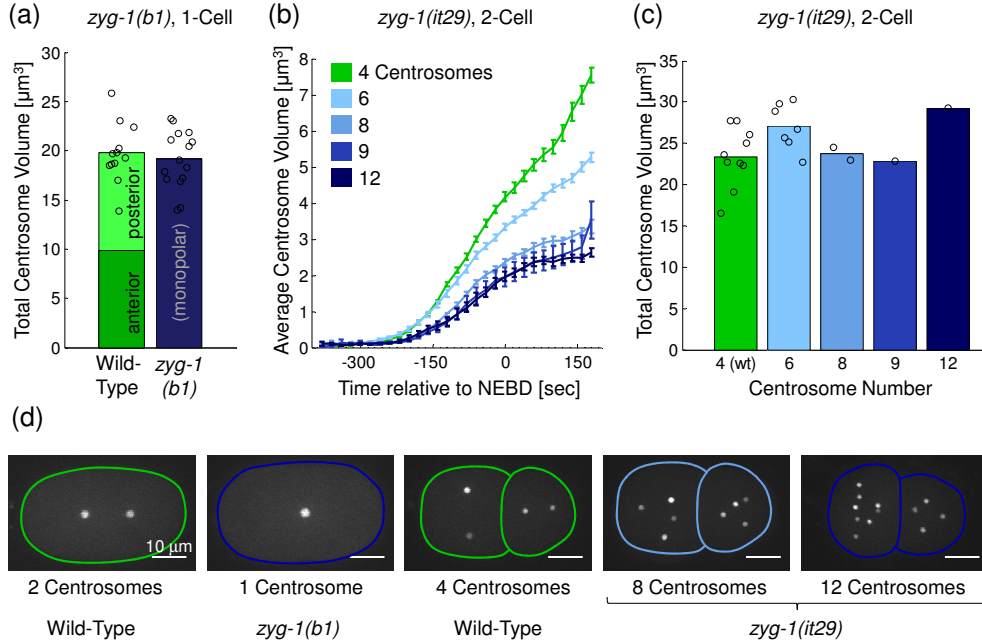 (a)
zyg-1(b1), 1-Cell
Total Centrosome Volume [µm³]
30
25
20
15
10
5
0
posterior
anterior
(monopolar)
Wild-
Type
zyg-1
(b1)
(b)
zyg-1(it29), 2-Cell
Average Centrosome Volume [µm³]
8
7
6
5
4
3
2
1
0
4 Centrosomes
6
8
9
12
-300 -150 0 150
Time relative to NEBD [sec]
(c)
zyg-1(it29), 2-Cell
Total Centrosome Volume [µm³]
35
30
25
20
15
10
5
0
4 (wt) 6 8 9 12
Centrosome Number
(d)
10 µm
2 Centrosomes
1 Centrosome
4 Centrosomes
8 Centrosomes
12 Centrosomes
Wild-Type
zyg-1(b1)
Wild-Type
zyg-1(it29)